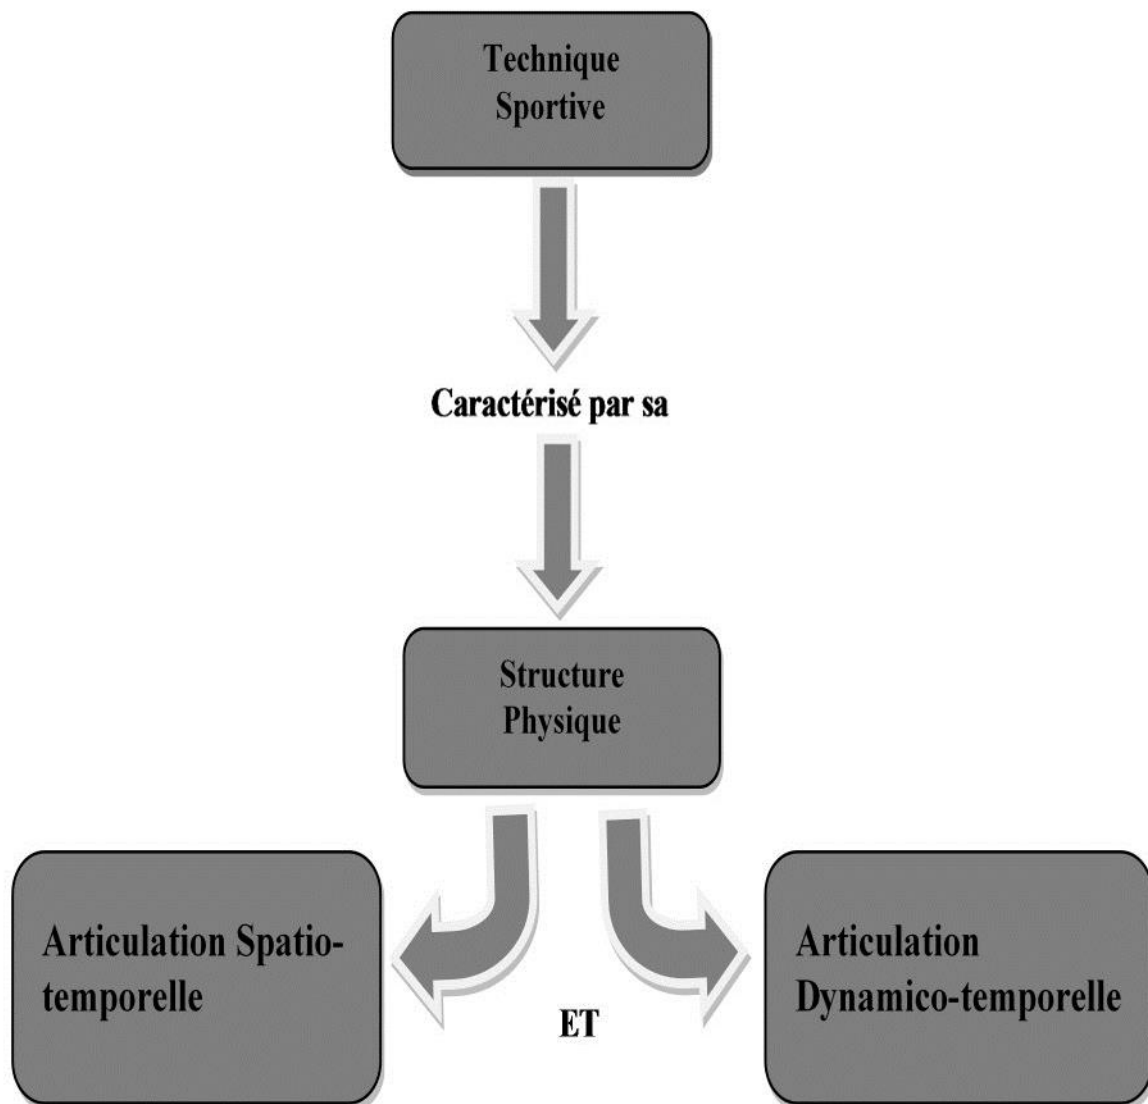 Technique
Sportive
Caractérisé par sa
Structure
Physique
Articulation Spatio-
temporelle
ET
Articulation
Dynamico-temporelle